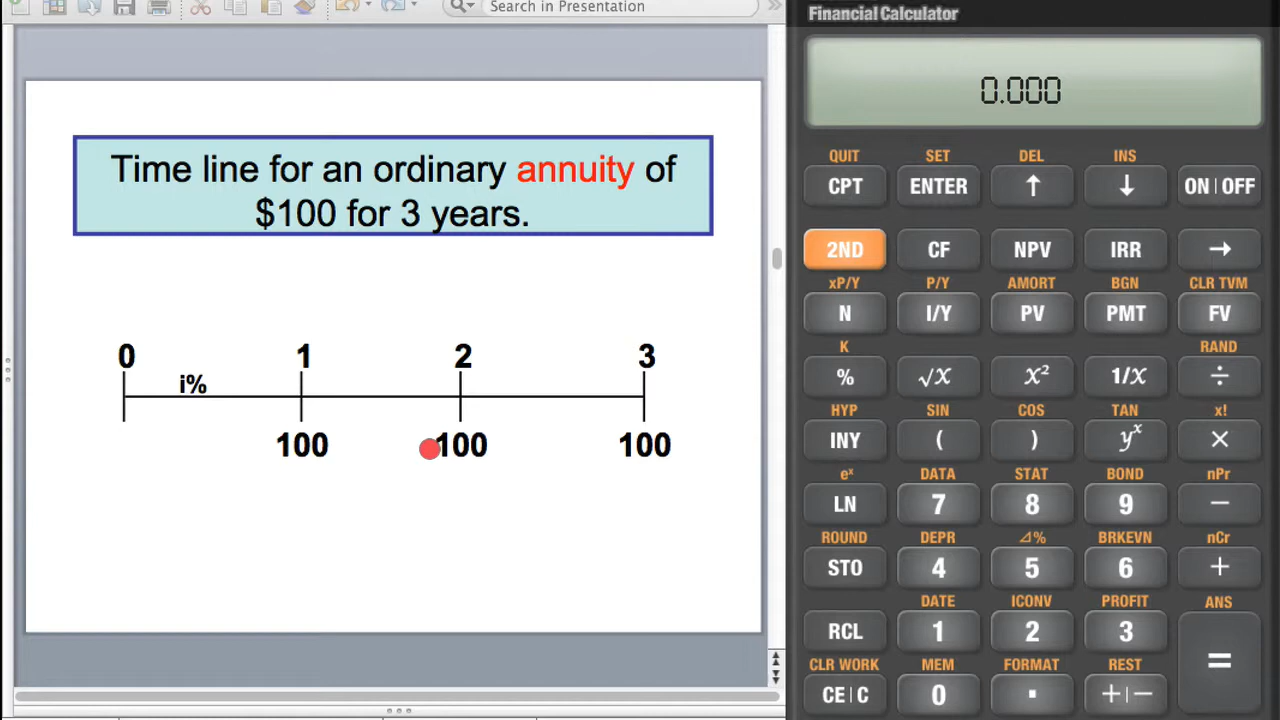 Search in Presentation
Time line for an ordinary annuity of
$100 for 3 years.
0 1 2 3
i%
100 100 100
Financial Calculator
0.000
QUIT SET DEL INS
CPT ENTER ↑ ↓ ON|OFF
2ND CF NPV IRR →
xP/Y P/Y AMORT BGN CLR TVM
N I/Y PV PMT FV
K RAND
% √X X² 1/X ÷
HYP SIN COS TAN x!
INY ( ) yˣ ×
eˣ DATA STAT BOND nPr
LN 7 8 9 −
ROUND DEPR ⊿% BRKEVN nCr
STO 4 5 6 +
DATE ICONV PROFIT ANS
RCL 1 2 3 =
CLR WORK MEM FORMAT REST
CE|C 0 . +|−